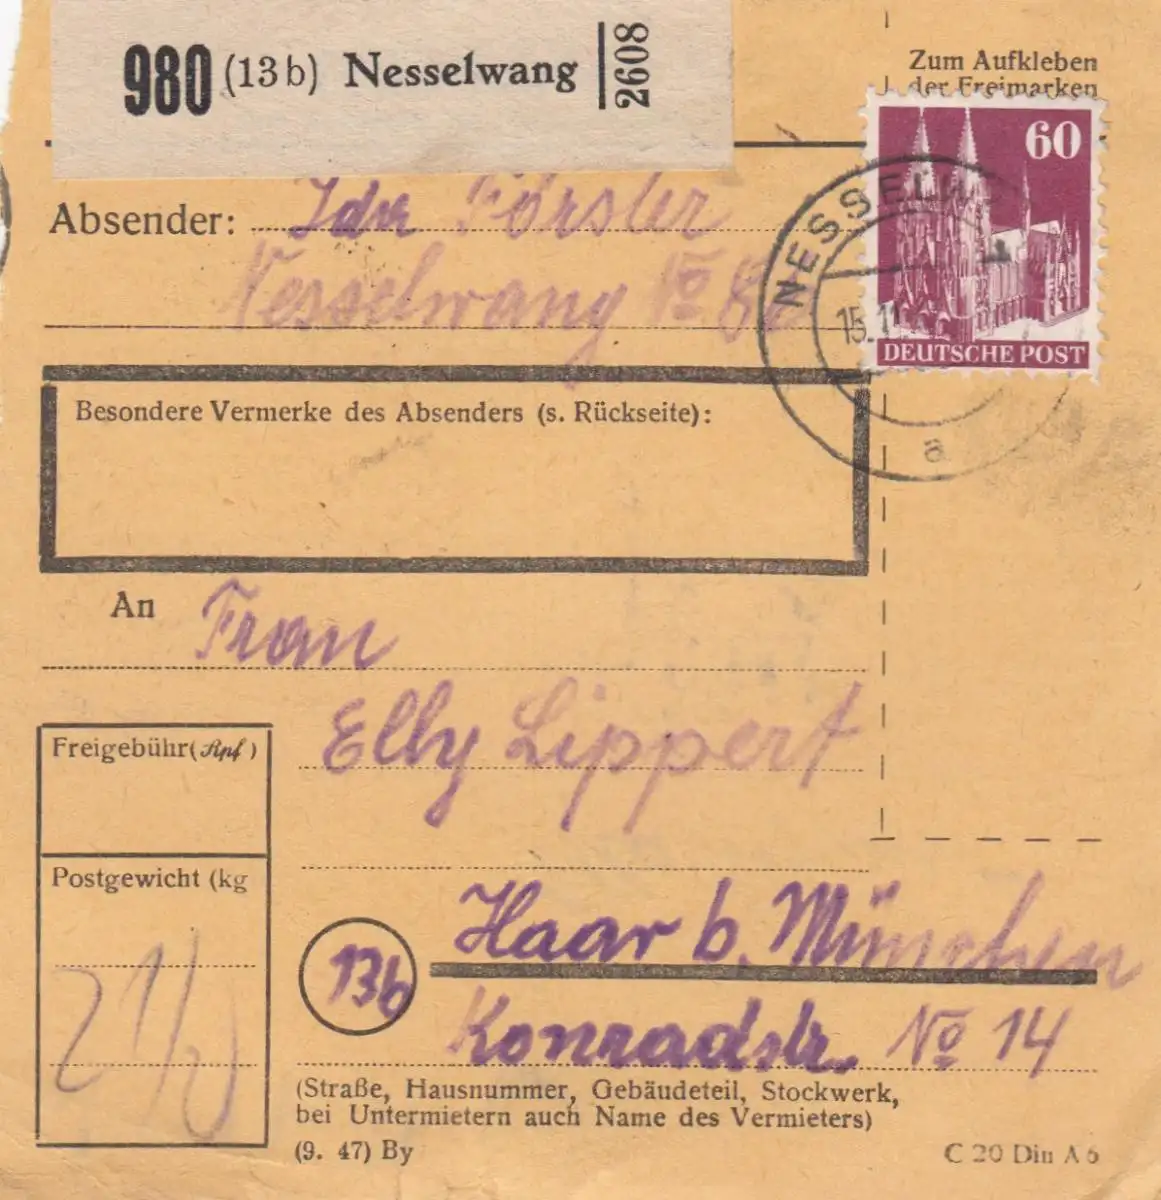 980 (13b) Nesselwang 2608
Zum Aufkleben
der Freimarken
60
DEUTSCHE POST
NESSELW
15.11
a
Absender: Ida Förster
Nesselwang No
Besondere Vermerke des Absenders (s. Rückseite):
An Frau
Elly Lippert
Freigebühr (Rpf)
Postgewicht (kg
Haar b. München
13b
Konradstr. No 14
(Straße, Hausnummer, Gebäudeteil, Stockwerk,
bei Untermietern auch Name des Vermieters)
(9. 47) By
C 20 Din A 6